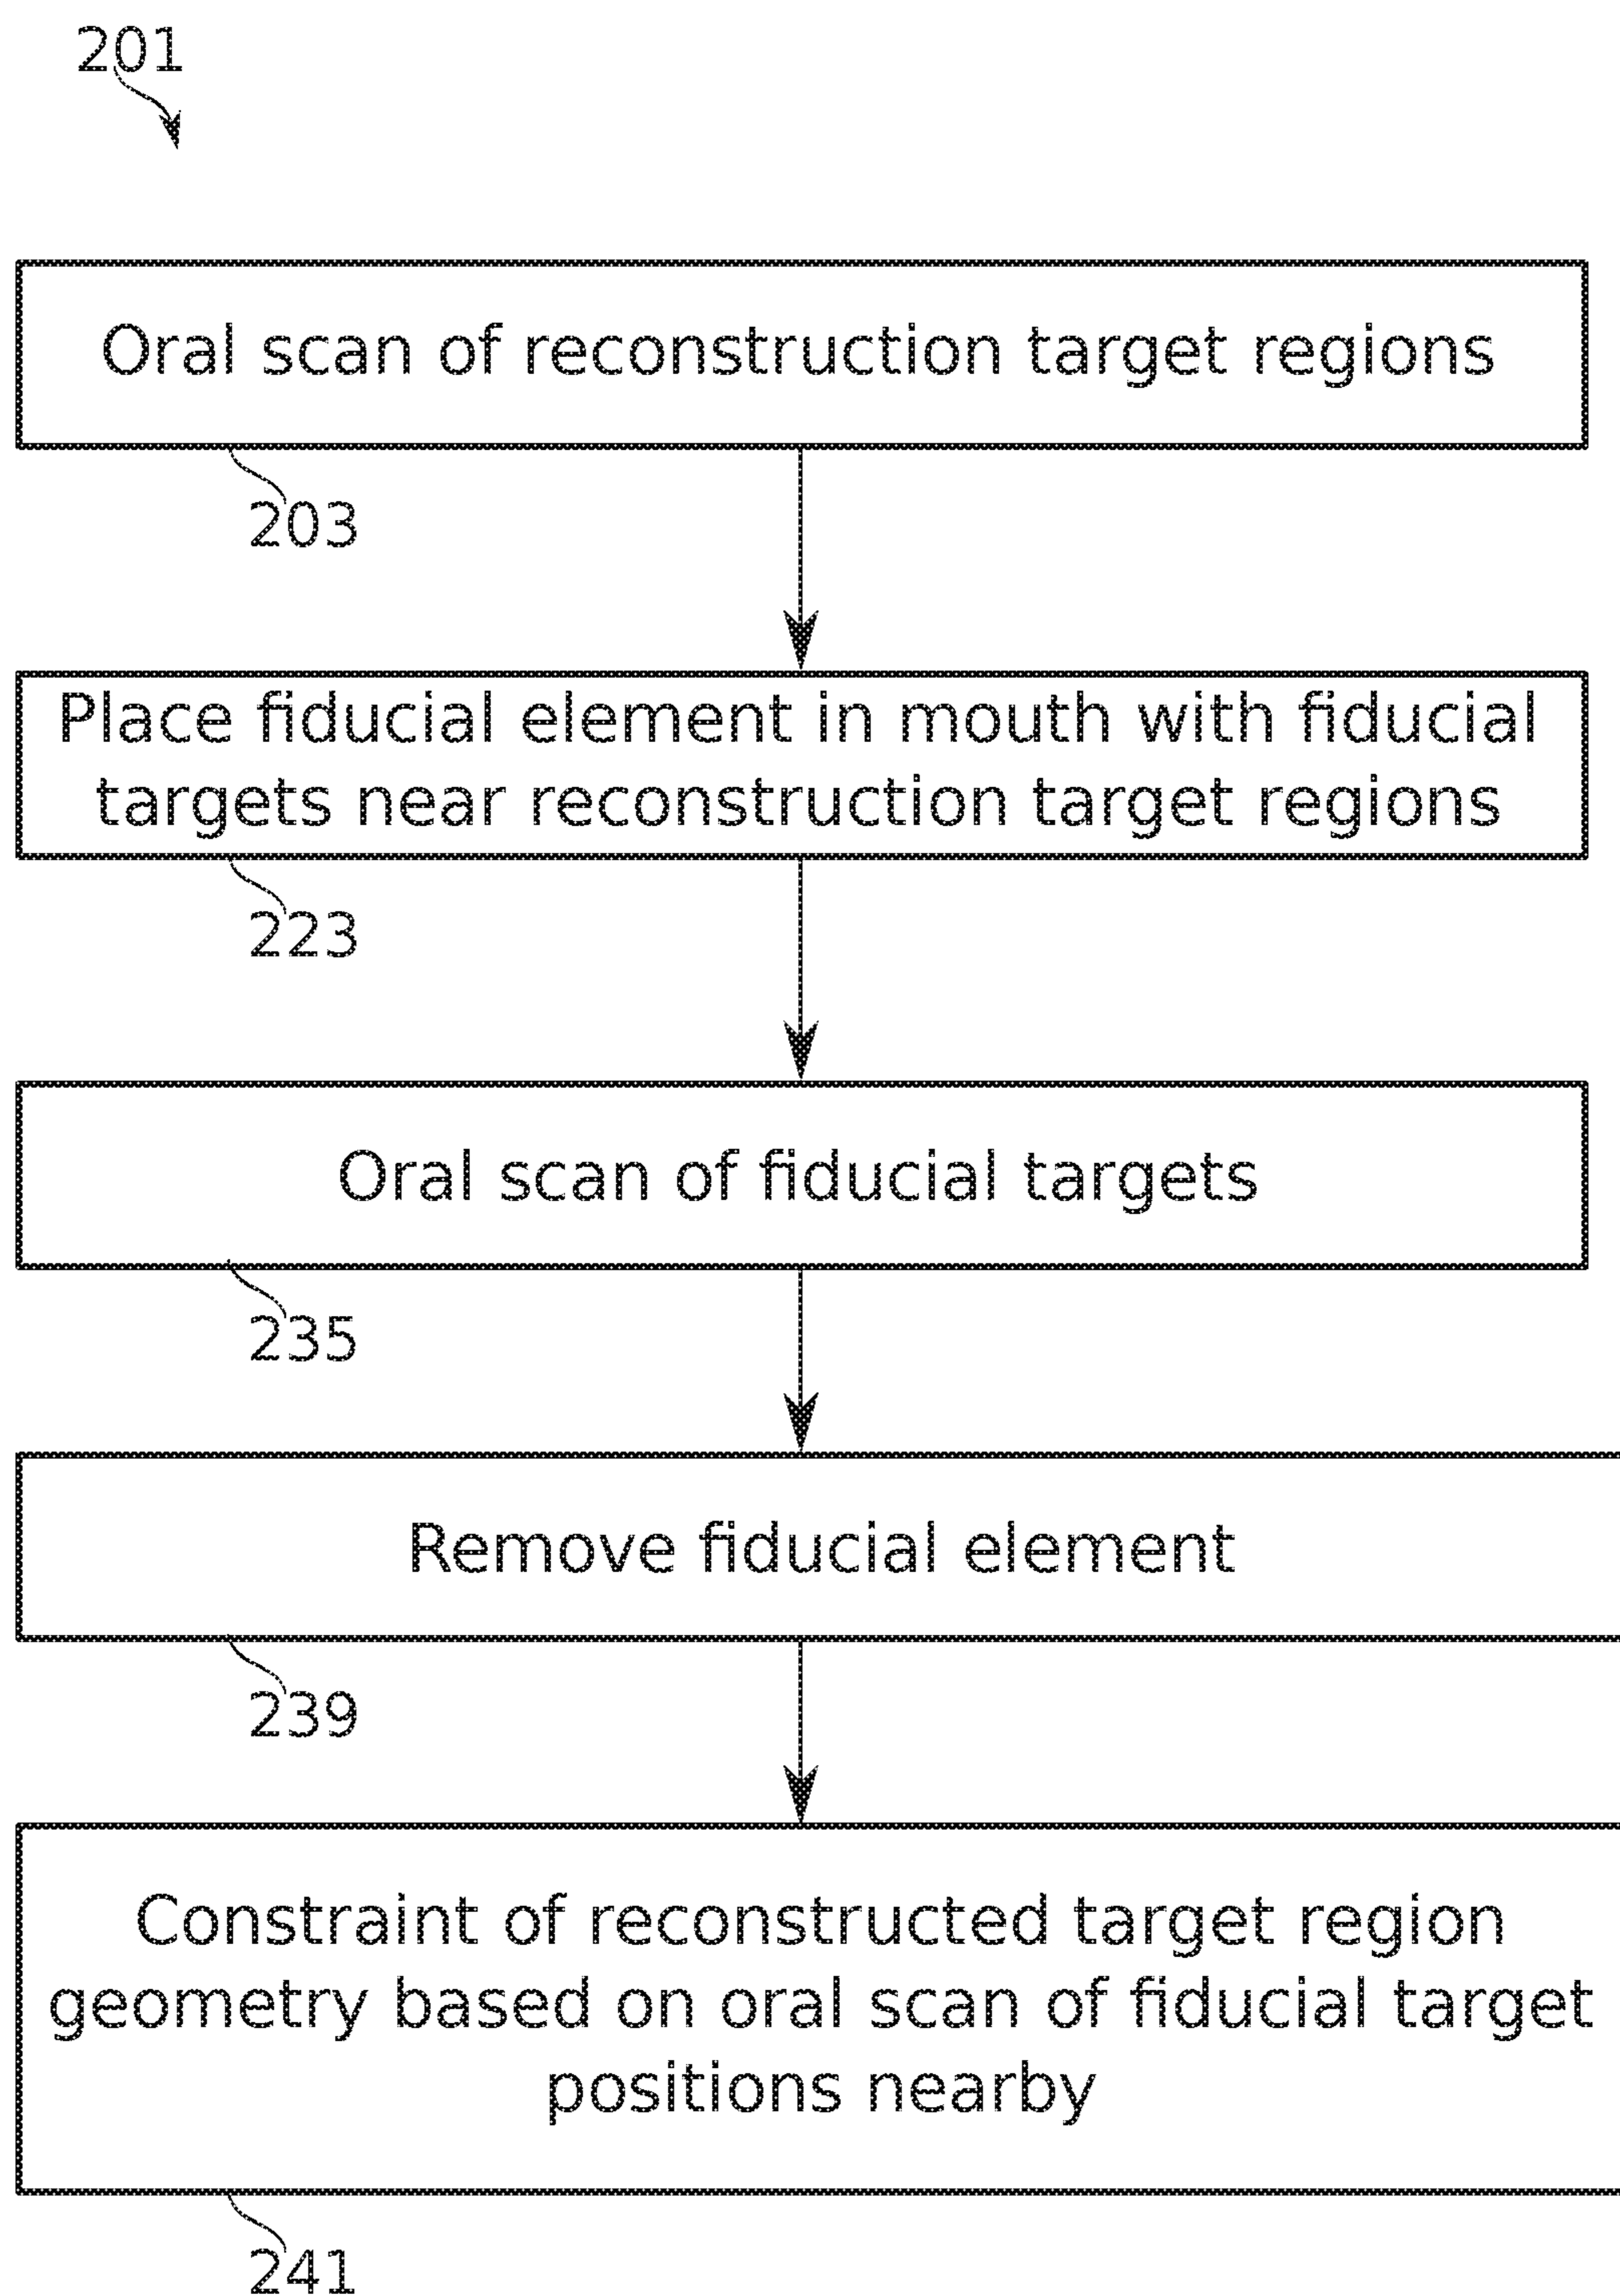 201
Oral scan of reconstruction target regions
203
Place fiducial element in mouth with fiducial
targets near reconstruction target regions
223
Oral scan of fiducial targets
235
Remove fiducial element
239
Constraint of reconstructed target region
geometry based on oral scan of fiducial target
positions nearby
241